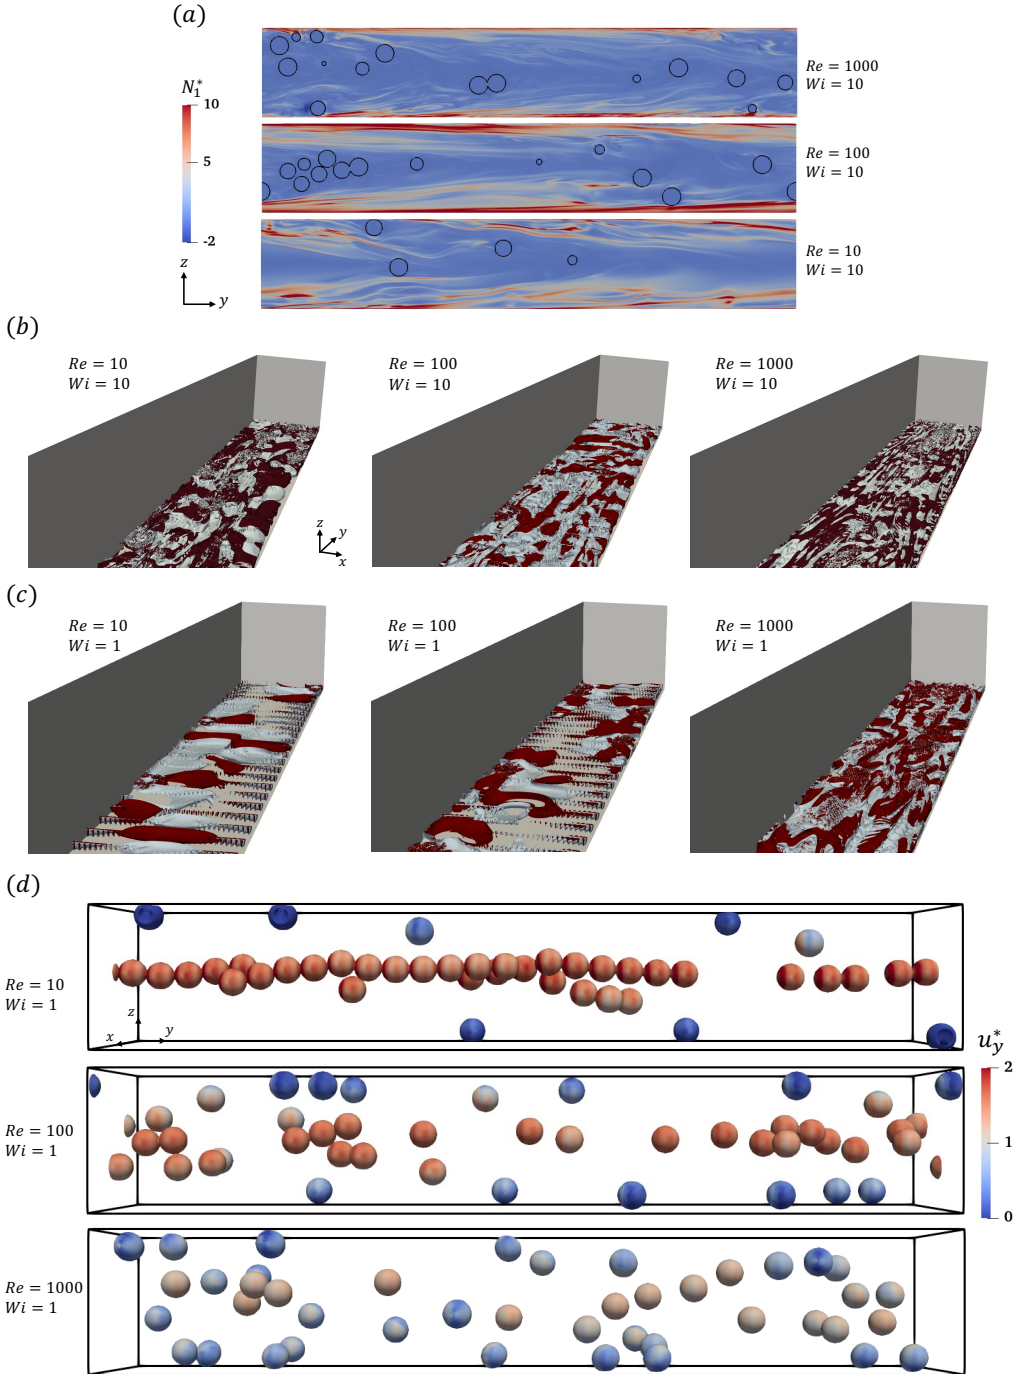 (a)
N₁*
10
5
-2
z
y
Re = 1000
Wi = 10
Re = 100
Wi = 10
Re = 10
Wi = 10
(b)
Re = 10
Wi = 10
Re = 100
Wi = 10
Re = 1000
Wi = 10
z
y
x
(c)
Re = 10
Wi = 1
Re = 100
Wi = 1
Re = 1000
Wi = 1
(d)
Re = 10
Wi = 1
z
x
y
Re = 100
Wi = 1
Re = 1000
Wi = 1
u_y*
2
1
0